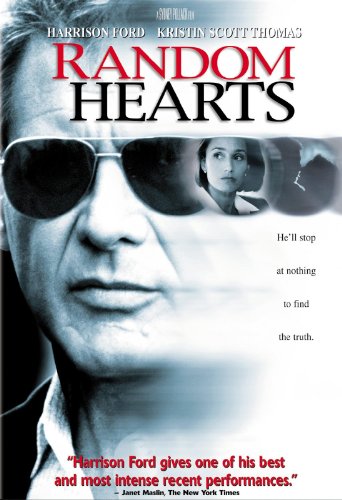 A SYDNEY POLLACK FILM
HARRISON FORD KRISTIN SCOTT THOMAS
RANDOM
HEARTS
He'll stop
at nothing
to find
the truth.
"Harrison Ford gives one of his best
and most intense recent performances."
– Janet Maslin, The New York Times